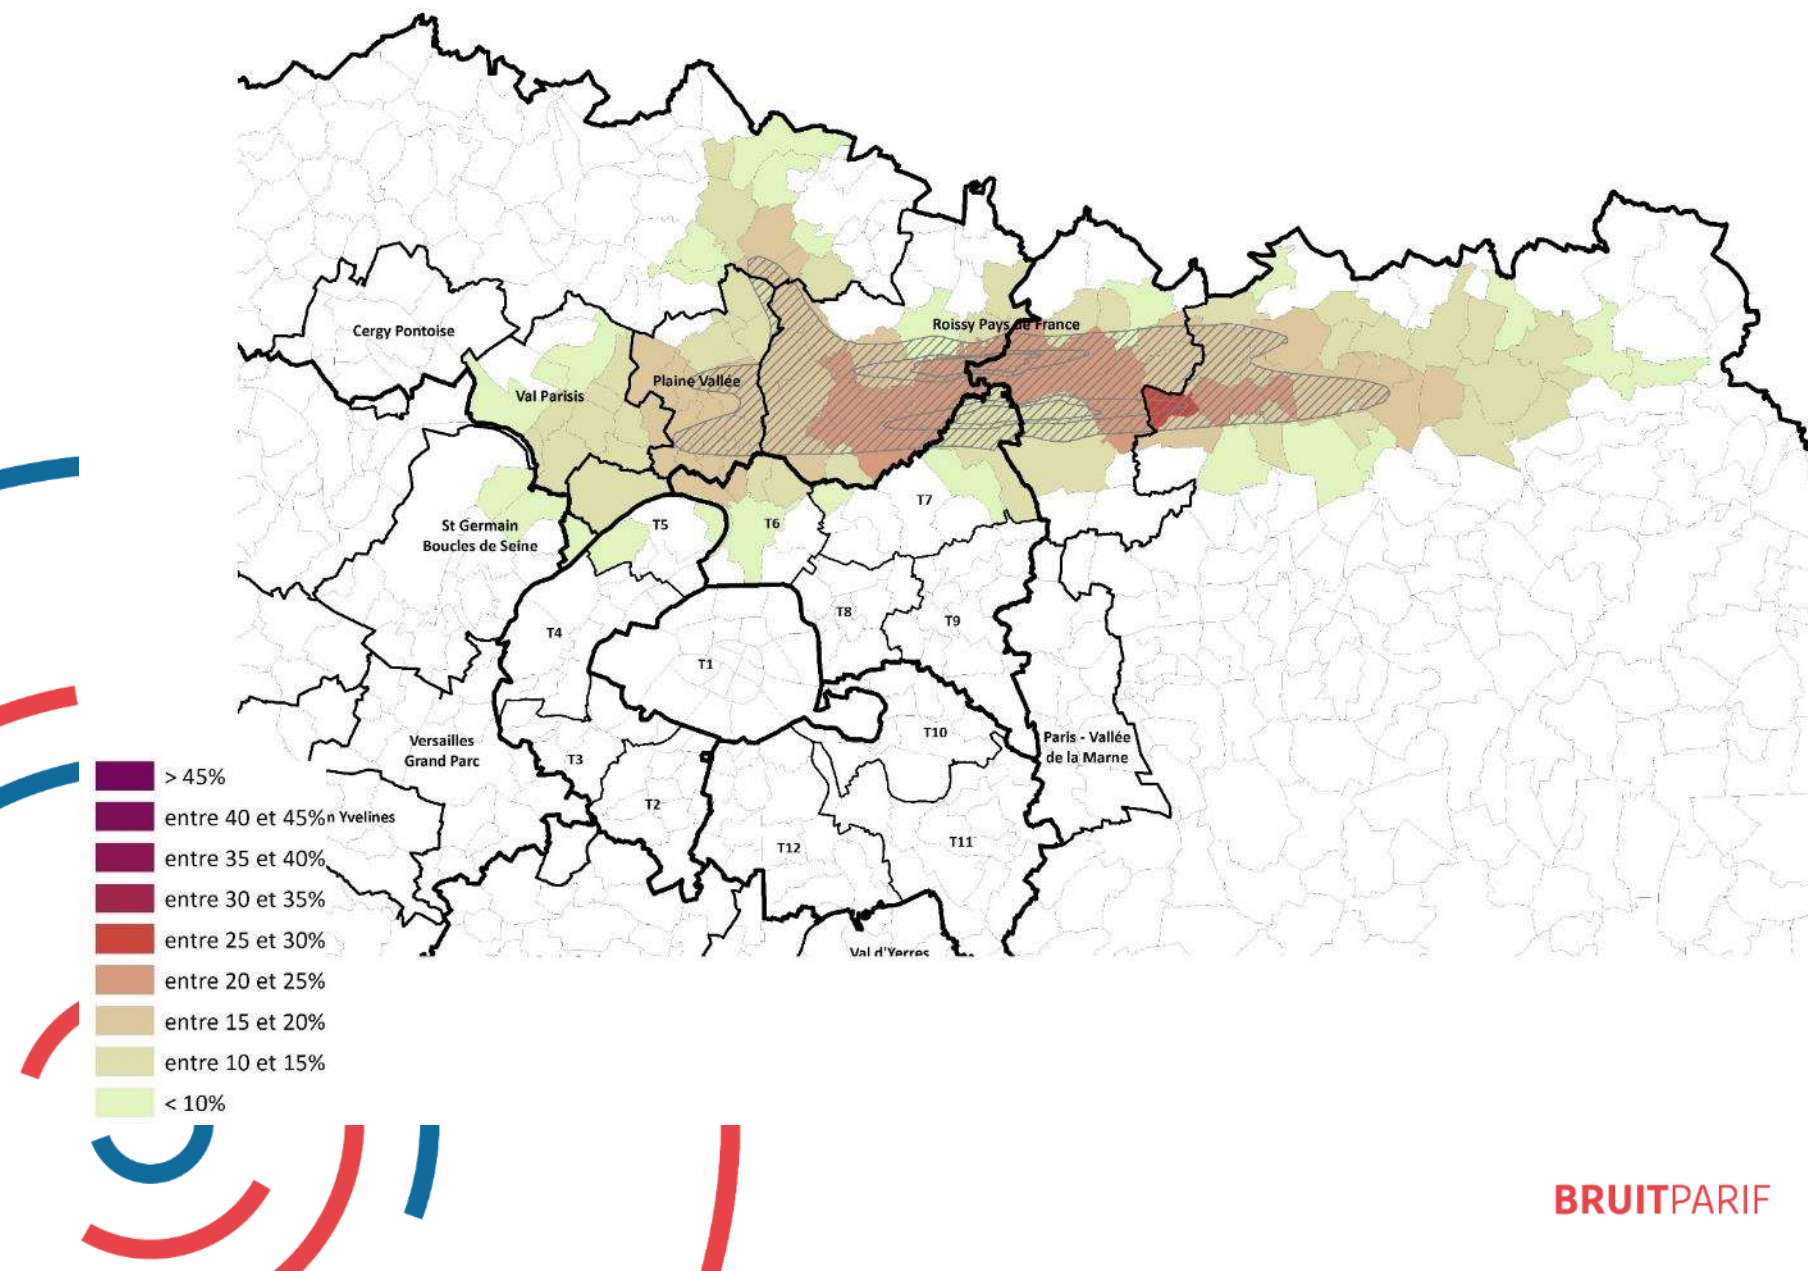 Cergy Pontoise
Roissy Pays de France
Val Parisis
Plaine Vallée
T7
St Germain
Boucles de Seine
T5
T6
T8
T9
T4
T1
Versailles
Grand Parc
T3
T10
Paris - Vallée
de la Marne
T2
n Yvelines
T12
T11
Val d'Yerres
> 45%
entre 40 et 45%
entre 35 et 40%
entre 30 et 35%
entre 25 et 30%
entre 20 et 25%
entre 15 et 20%
entre 10 et 15%
< 10%
BRUITPARIF